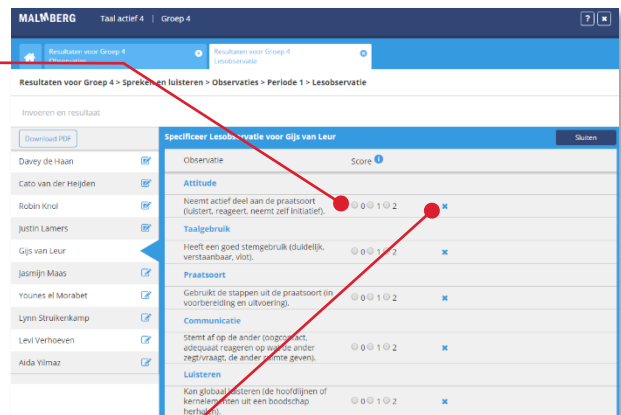 MALMBERG Taal actief 4 | Groep 4 ?
Resultaten voor Groep 4
Observaties
Resultaten voor Groep 4
Lesobservatie
Resultaten voor Groep 4 > Spreken en luisteren > Observaties > Periode 1 > Lesobservatie
Invoeren en resultaat
Download PDF
Davey de Haan
Cato van der Heijden
Robin Knol
Justin Lamers
Gijs van Leur
Jasmijn Maas
Younes el Morabet
Lynn Struikenkamp
Levi Verhoeven
Aida Yilmaz
Specificeer Lesobservatie voor Gijs van Leur Sluiten
Observatie Score i
Attitude
Neemt actief deel aan de praatsoort
(luistert, reageert, neemt zelf initiatief). 0 1 2
Taalgebruik
Heeft een goed stemgebruik (duidelijk,
verstaanbaar, vlot). 0 1 2
Praatsoort
Gebruikt de stappen uit de praatsoort (in
voorbereiding en uitvoering). 0 1 2
Communicatie
Stemt af op de ander (oogcontact,
adequaat reageren op wat de ander
zegt/vraagt, de ander ruimte geven). 0 1 2
Luisteren
Kan globaal luisteren (de hoofdlijnen of
kernelementen uit een boodschap
herhalen). 0 1 2